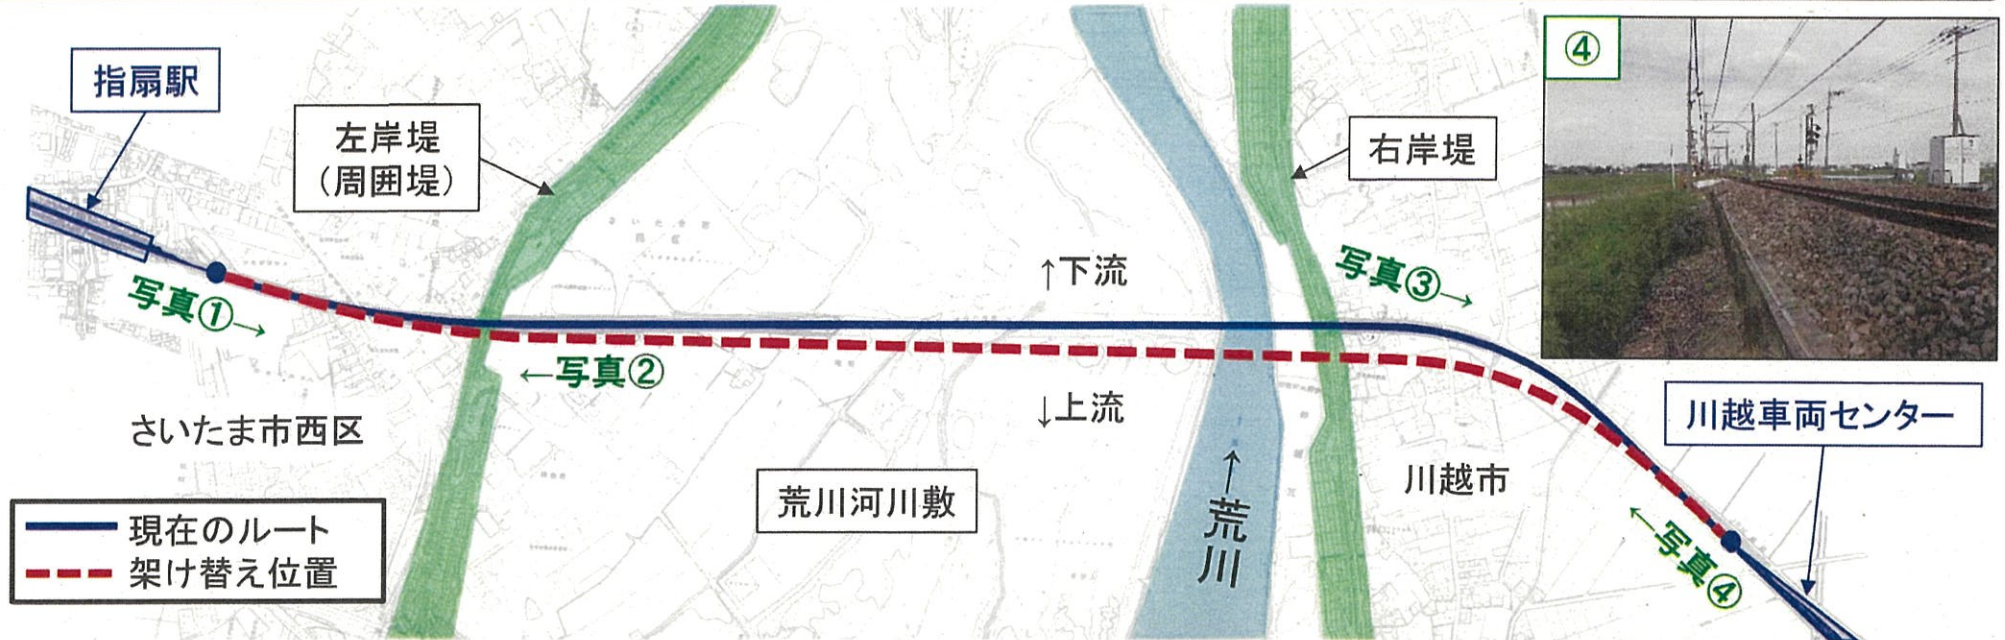 ④
指扇駅
左岸堤
(周囲堤)
右岸堤
↑下流
写真③→
写真①→
←写真②
↓上流
川越車両センター
さいたま市西区
川越市
荒川河川敷
↑荒川
←写真④
現在のルート
架け替え位置